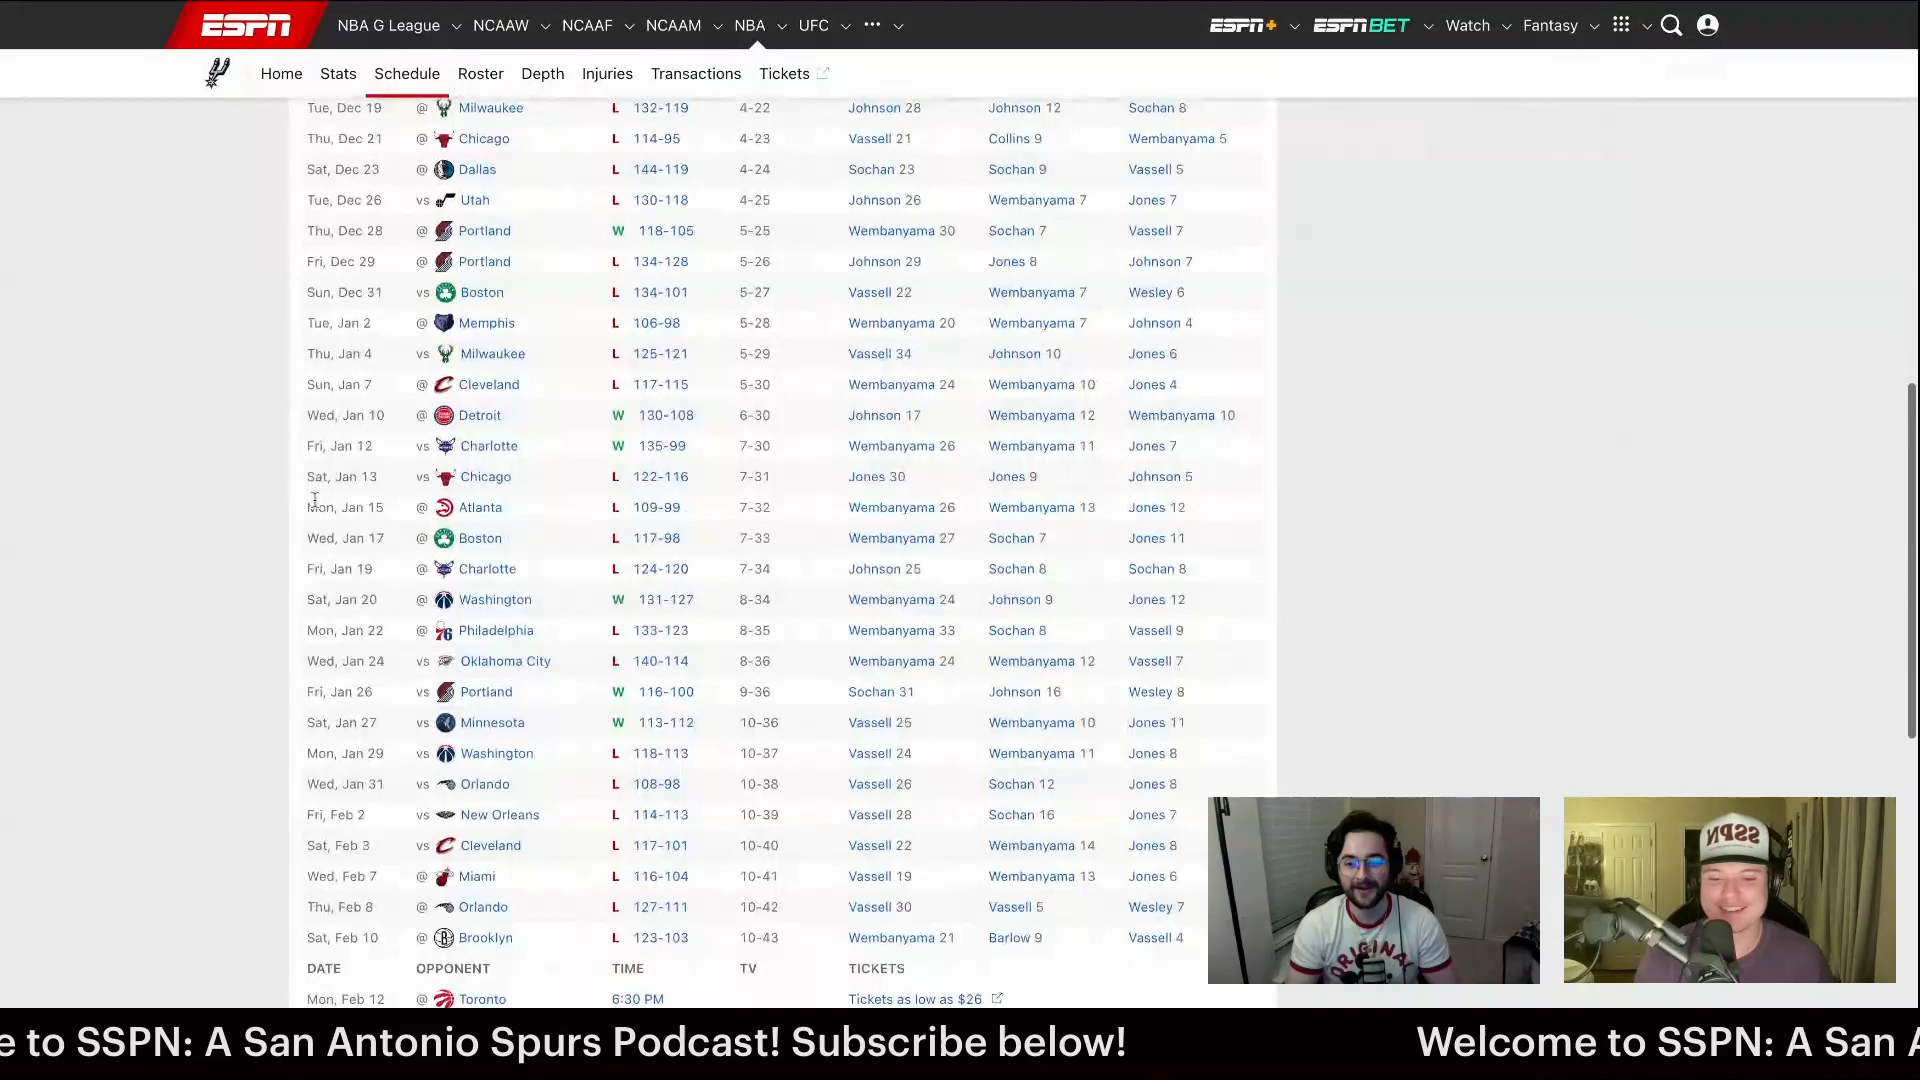 ESPN NBA G League NCAAW NCAAF NCAAM NBA UFC ESPN+ ESPN BET Watch Fantasy
Home Stats Schedule Roster Depth Injuries Transactions Tickets
Tue, Dec 19 @ Milwaukee L 132-119 4-22 Johnson 28 Johnson 12 Sochan 8
Thu, Dec 21 @ Chicago L 114-95 4-23 Vassell 21 Collins 9 Wembanyama 5
Sat, Dec 23 @ Dallas L 144-119 4-24 Sochan 23 Sochan 9 Vassell 5
Tue, Dec 26 vs Utah L 130-118 4-25 Johnson 26 Wembanyama 7 Jones 7
Thu, Dec 28 @ Portland W 118-105 5-25 Wembanyama 30 Sochan 7 Vassell 7
Fri, Dec 29 @ Portland L 134-128 5-26 Johnson 29 Jones 8 Johnson 7
Sun, Dec 31 vs Boston L 134-101 5-27 Vassell 22 Wembanyama 7 Wesley 6
Tue, Jan 2 @ Memphis L 106-98 5-28 Wembanyama 20 Wembanyama 7 Johnson 4
Thu, Jan 4 vs Milwaukee L 125-121 5-29 Vassell 34 Johnson 10 Jones 6
Sun, Jan 7 @ Cleveland L 117-115 5-30 Wembanyama 24 Wembanyama 10 Jones 4
Wed, Jan 10 @ Detroit W 130-108 6-30 Johnson 17 Wembanyama 12 Wembanyama 10
Fri, Jan 12 vs Charlotte W 135-99 7-30 Wembanyama 26 Wembanyama 11 Jones 7
Sat, Jan 13 vs Chicago L 122-116 7-31 Jones 30 Jones 9 Johnson 5
Mon, Jan 15 @ Atlanta L 109-99 7-32 Wembanyama 26 Wembanyama 13 Jones 12
Wed, Jan 17 @ Boston L 117-98 7-33 Wembanyama 27 Sochan 7 Jones 11
Fri, Jan 19 @ Charlotte L 124-120 7-34 Johnson 25 Sochan 8 Sochan 8
Sat, Jan 20 @ Washington W 131-127 8-34 Wembanyama 24 Johnson 9 Jones 12
Mon, Jan 22 @ Philadelphia L 133-123 8-35 Wembanyama 33 Sochan 8 Vassell 9
Wed, Jan 24 vs Oklahoma City L 140-114 8-36 Wembanyama 24 Wembanyama 12 Vassell 7
Fri, Jan 26 vs Portland W 116-100 9-36 Sochan 31 Johnson 16 Wesley 8
Sat, Jan 27 vs Minnesota W 113-112 10-36 Vassell 25 Wembanyama 10 Jones 11
Mon, Jan 29 vs Washington L 118-113 10-37 Vassell 24 Wembanyama 11 Jones 8
Wed, Jan 31 vs Orlando L 108-98 10-38 Vassell 26 Sochan 12 Jones 8
Fri, Feb 2 vs New Orleans L 114-113 10-39 Vassell 28 Sochan 16 Jones 7
Sat, Feb 3 vs Cleveland L 117-101 10-40 Vassell 22 Wembanyama 14 Jones 8
Wed, Feb 7 @ Miami L 116-104 10-41 Vassell 19 Wembanyama 13 Jones 6
Thu, Feb 8 @ Orlando L 127-111 10-42 Vassell 30 Vassell 5 Wesley 7
Sat, Feb 10 @ Brooklyn L 123-103 10-43 Wembanyama 21 Barlow 9 Vassell 4
DATE OPPONENT TIME TV TICKETS
Mon, Feb 12 @ Toronto 6:30 PM Tickets as low as $26
SSPN
ORIGINAL
e to SSPN: A San Antonio Spurs Podcast! Subscribe below! Welcome to SSPN: A San A